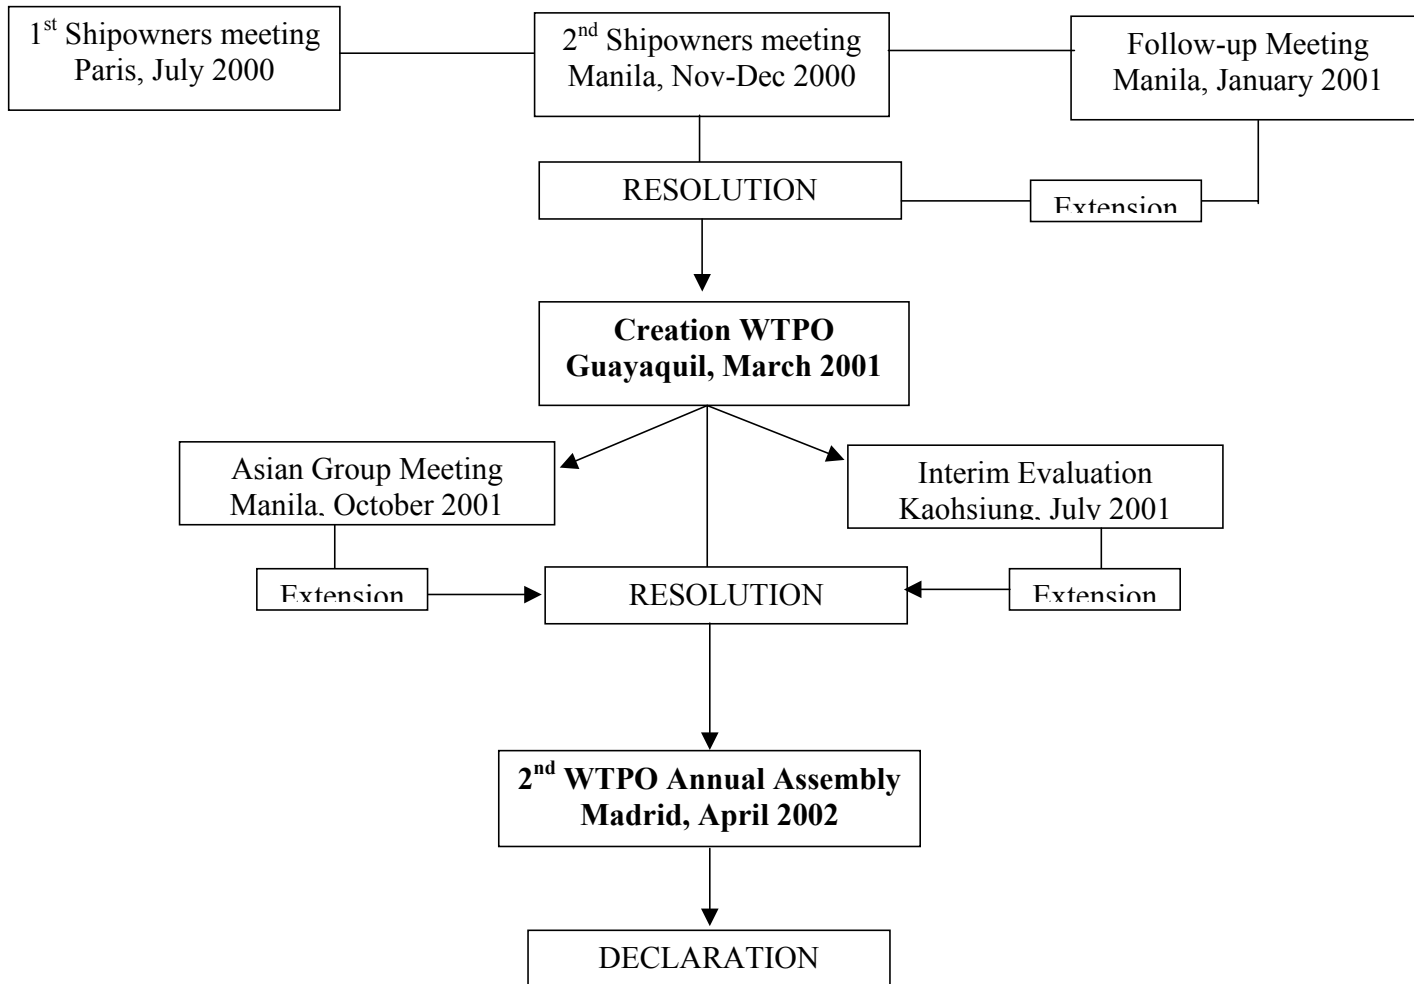 1st Shipowners meeting
Paris, July 2000
2nd Shipowners meeting
Manila, Nov-Dec 2000
Follow-up Meeting
Manila, January 2001
RESOLUTION
Extension
Creation WTPO
Guayaquil, March 2001
Asian Group Meeting
Manila, October 2001
Interim Evaluation
Kaohsiung, July 2001
Extension
RESOLUTION
Extension
2nd WTPO Annual Assembly
Madrid, April 2002
DECLARATION